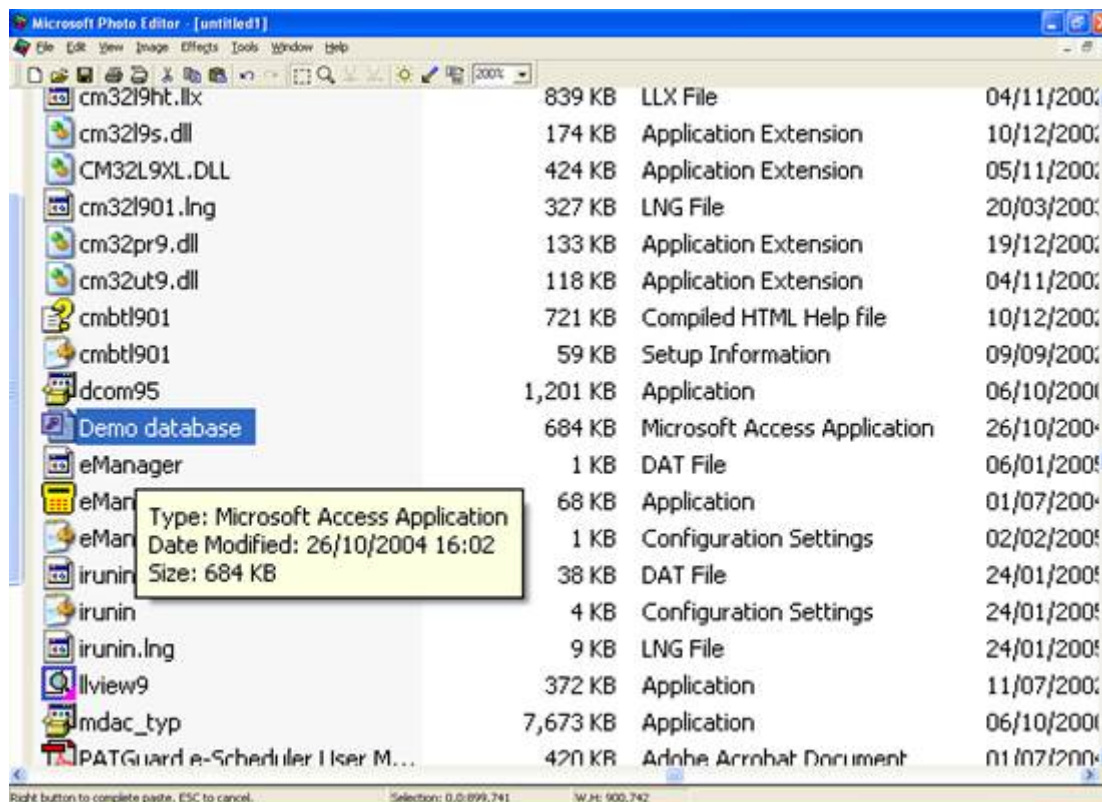 Microsoft Photo Editor - [untitled1]
File Edit View Image Effects Tools Window Help
200%
cm32l9ht.llx 839 KB LLX File 04/11/200
cm32l9s.dll 174 KB Application Extension 10/12/200
CM32L9XL.DLL 424 KB Application Extension 05/11/200
cm32l901.lng 327 KB LNG File 20/03/200
cm32pr9.dll 133 KB Application Extension 19/12/200
cm32ut9.dll 118 KB Application Extension 04/11/200
cmbtl901 721 KB Compiled HTML Help file 10/12/200
cmbtl901 59 KB Setup Information 09/09/200
dcom95 1,201 KB Application 06/10/200
Demo database 684 KB Microsoft Access Application 26/10/200
eManager 1 KB DAT File 06/01/200
eMan 68 KB Application 01/07/200
eMan 1 KB Configuration Settings 02/02/200
irunin 38 KB DAT File 24/01/200
Type: Microsoft Access Application
Date Modified: 26/10/2004 16:02
Size: 684 KB
irunin 4 KB Configuration Settings 24/01/200
irunin.lng 9 KB LNG File 24/01/200
llview9 372 KB Application 11/07/200
mdac_typ 7,673 KB Application 06/10/200
PATGuard e-Scheduler User M... 420 KB Adobe Acrobat Document 01/07/200
Right button to complete paste, ESC to cancel. Selection: 0,0:899,741 W,H: 900,742